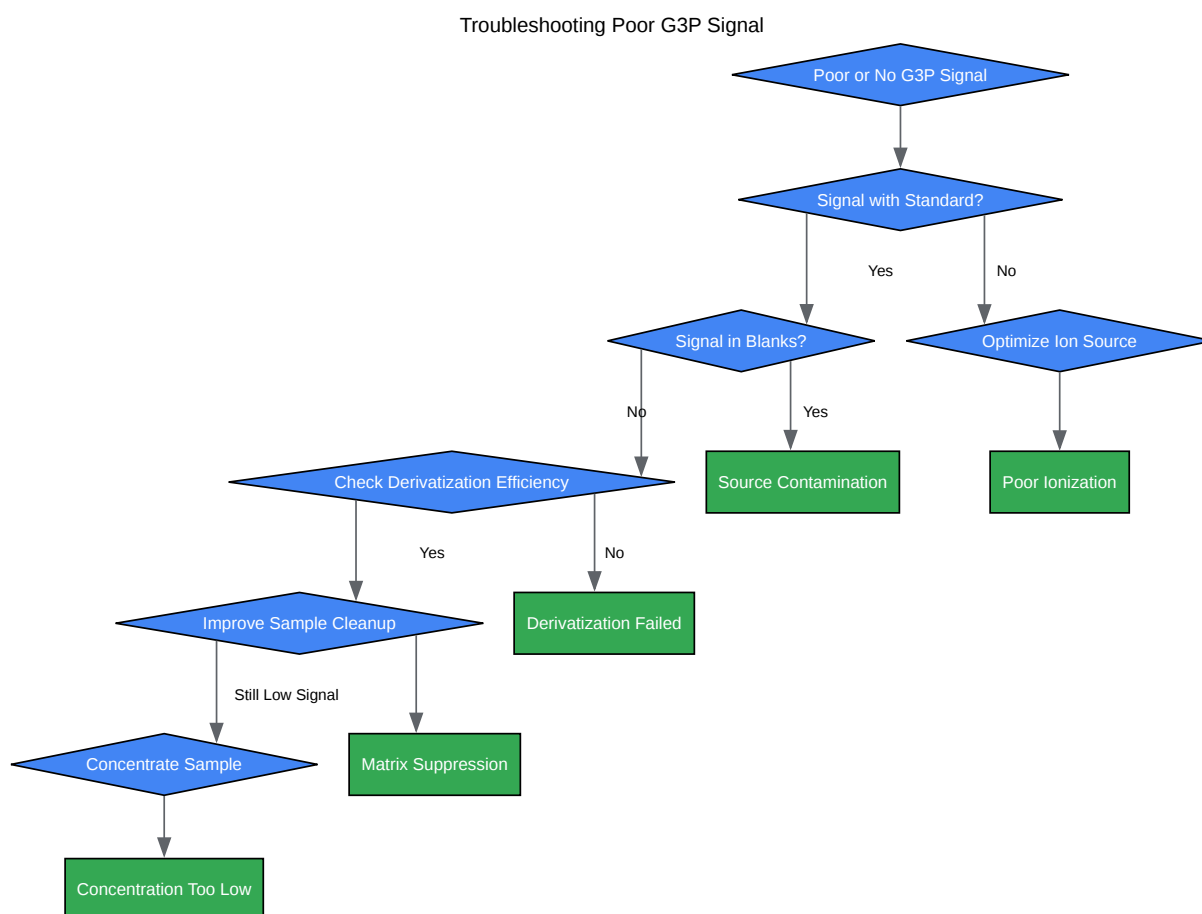 Troubleshooting Poor G3P Signal
Poor or No G3P Signal
Signal with Standard?
Yes
No
Signal in Blanks?
Optimize Ion Source
No
Yes
Check Derivatization Efficiency
Source Contamination
Poor Ionization
Yes
No
Improve Sample Cleanup
Derivatization Failed
Still Low Signal
Concentrate Sample
Matrix Suppression
Concentration Too Low